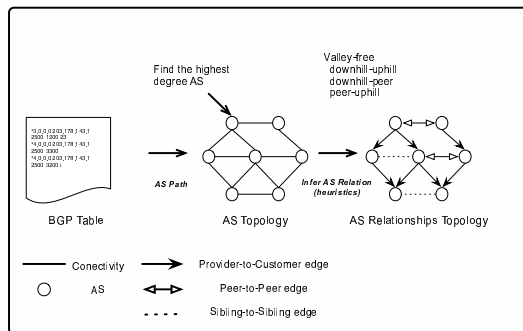 Find the highest
degree AS
Valley-free
downhill-uphill
downhill-peer
peer-uphill
2500 3300
AS Path
Infer AS Relation
(heuristics)
BGP Table
AS Topology
AS Relationships Topology
Conectivity
Provider-to-Customer edge
AS
Peer-to-Peer edge
Sibling-to-Sibling edge